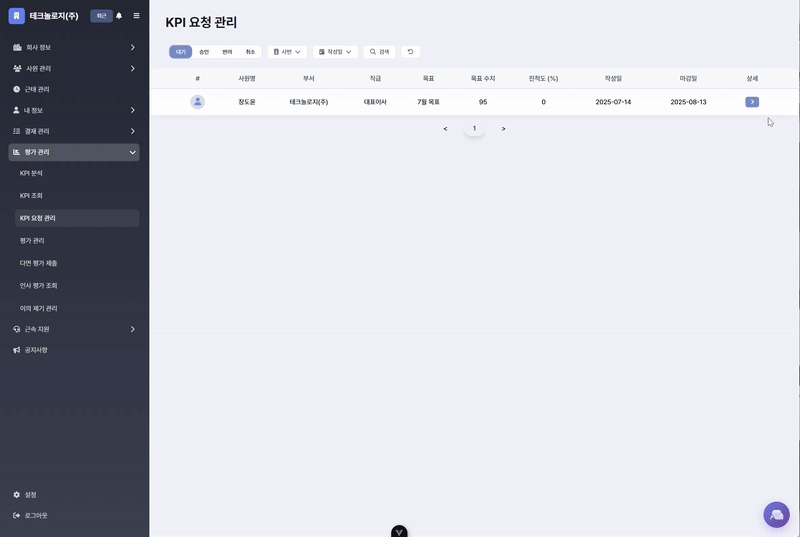 테크놀로지(주) 퇴근
회사 정보
사원 관리
근태 관리
내 정보
결재 관리
평가 관리
KPI 분석
KPI 조회
KPI 요청 관리
평가 관리
다면 평가 제출
인사 평가 조회
이의 제기 관리
근속 지원
공지사항
설정
로그아웃
KPI 요청 관리
대기 승인 반려 취소 사번 작성일 검색
# 사원명 부서 직급 목표 목표 수치 진척도 (%) 작성일 마감일 상세
장도윤 테크놀로지(주) 대표이사 7월 목표 95 0 2025-07-14 2025-08-13
< 1 >